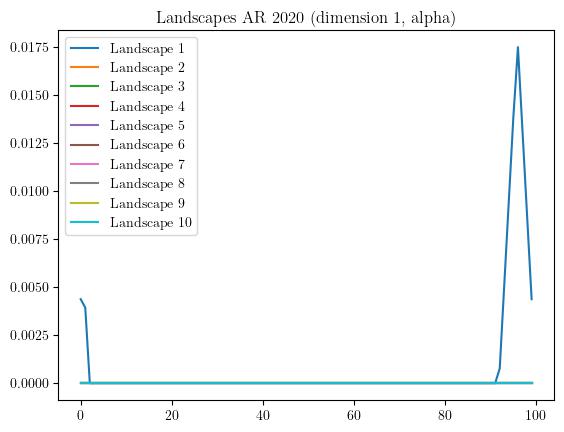 Landscapes AR 2020 (dimension 1, alpha)
Landscape 1
Landscape 2
Landscape 3
Landscape 4
Landscape 5
Landscape 6
Landscape 7
Landscape 8
Landscape 9
Landscape 10
0.0175
0.0150
0.0125
0.0100
0.0075
0.0050
0.0025
0.0000
0 20 40 60 80 100